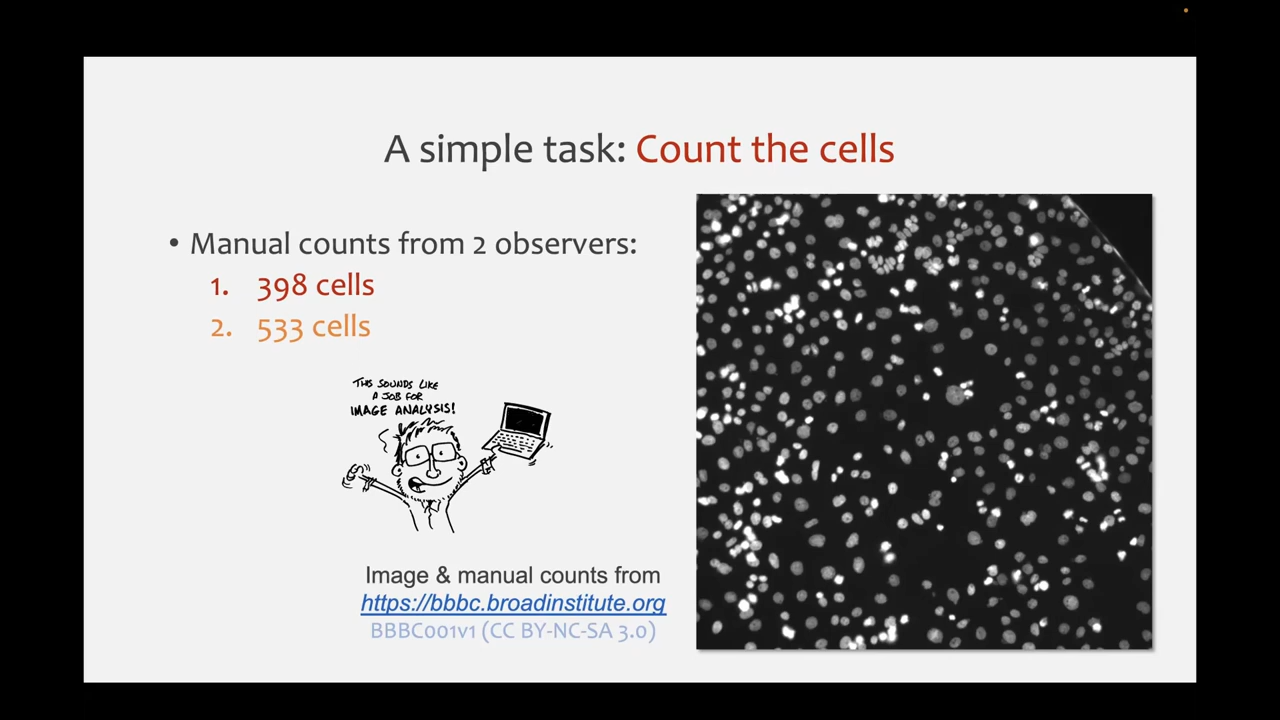 A simple task: Count the cells
• Manual counts from 2 observers:
1. 398 cells
2. 533 cells
THIS SOUNDS LIKE
A JOB FOR
IMAGE ANALYSIS!
Image & manual counts from
https://bbbc.broadinstitute.org
BBBC001v1 (CC BY-NC-SA 3.0)